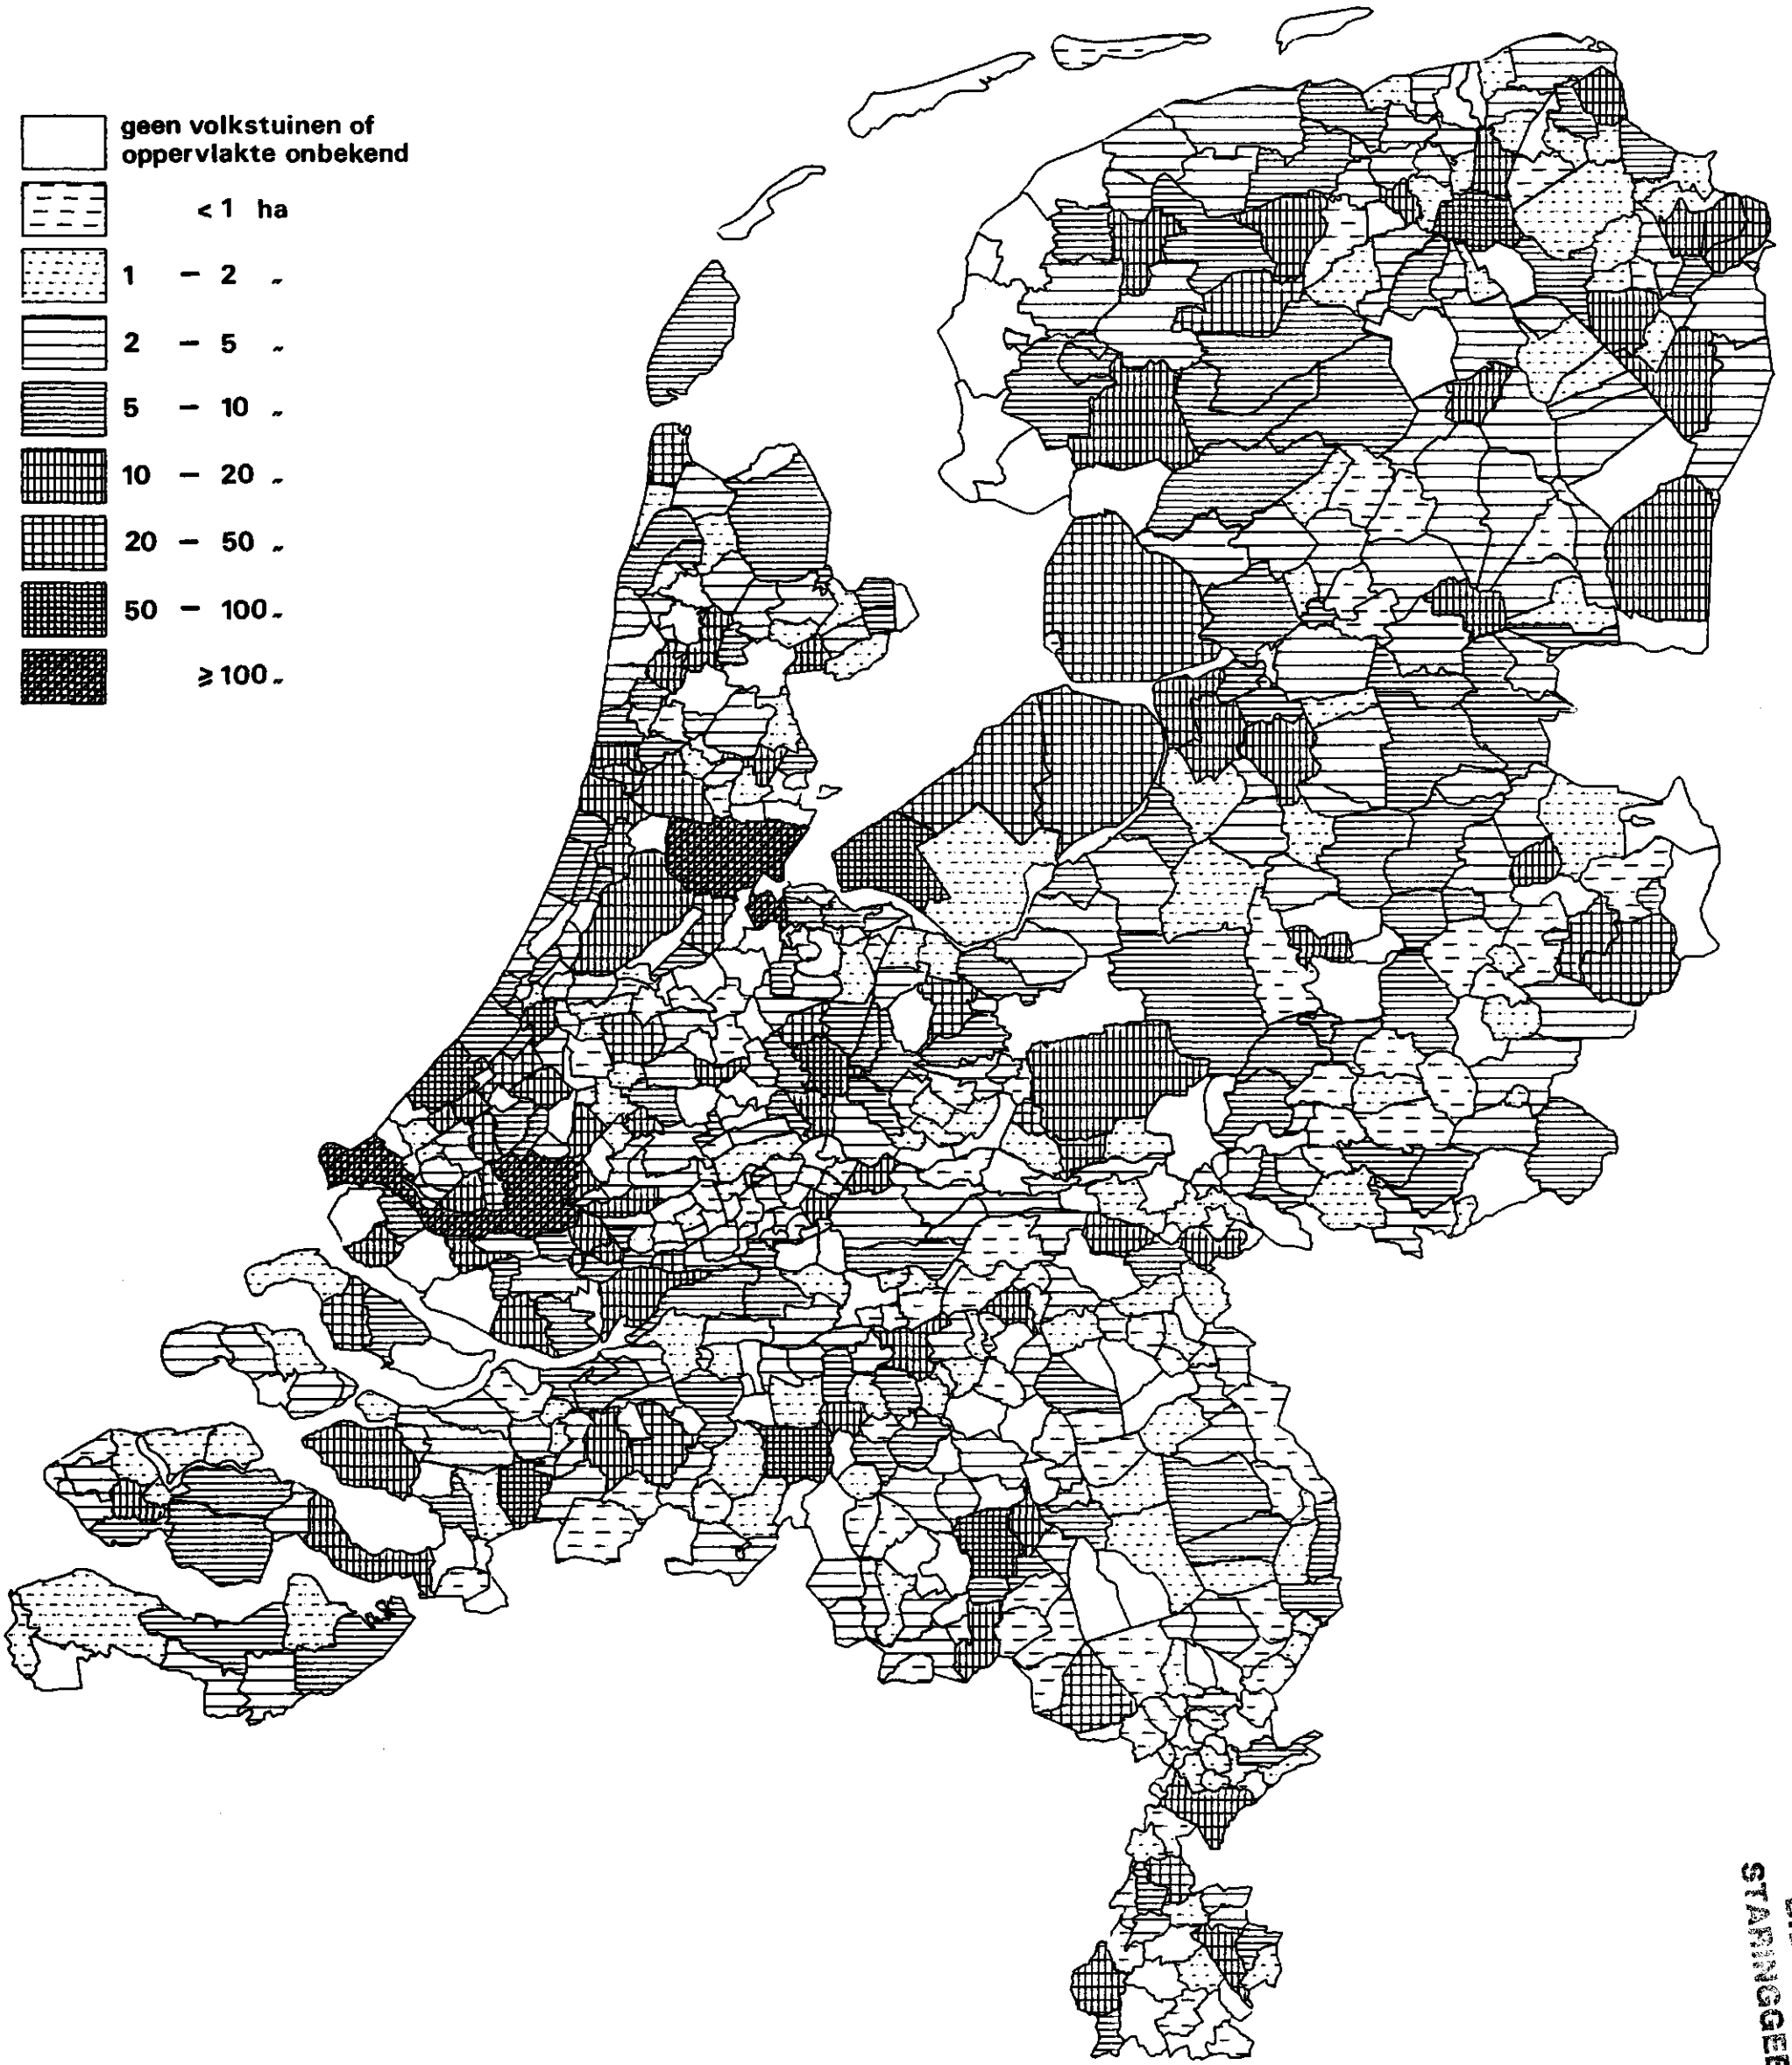 geen volkstuinen of
oppervlakte onbekend
< 1 ha
1 – 2 „
2 – 5 „
5 – 10 „
10 – 20 „
20 – 50 „
50 – 100 „
≥ 100 „